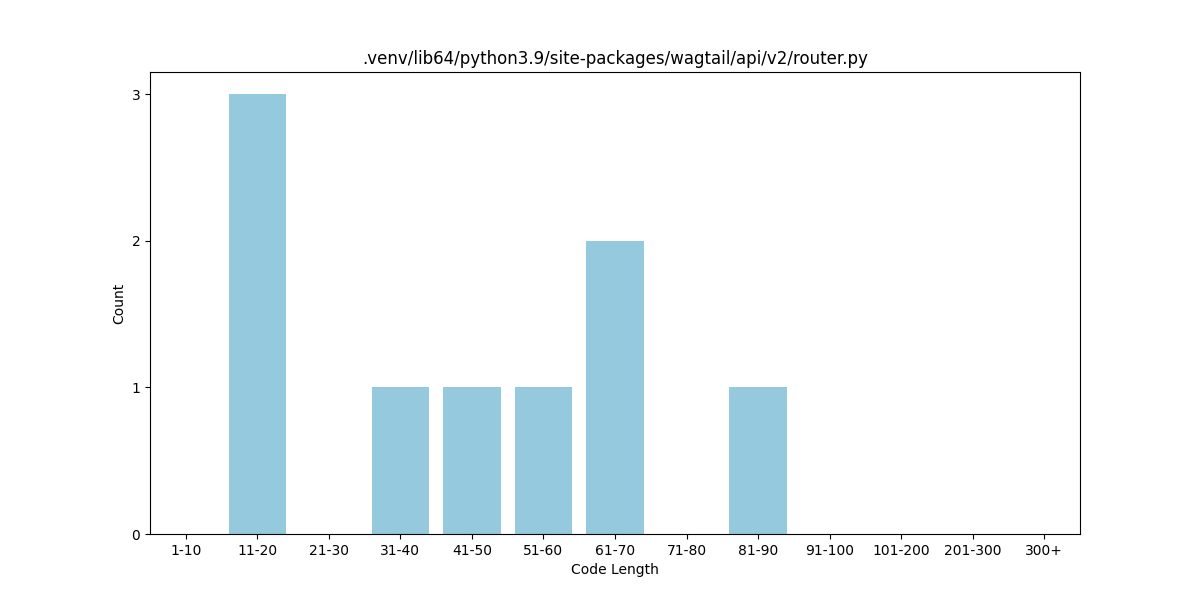 .venv/lib64/python3.9/site-packages/wagtail/api/v2/router.py
3
2
1
0
Count
1-10 11-20 21-30 31-40 41-50 51-60 61-70 71-80 81-90 91-100 101-200 201-300 300+
Code Length